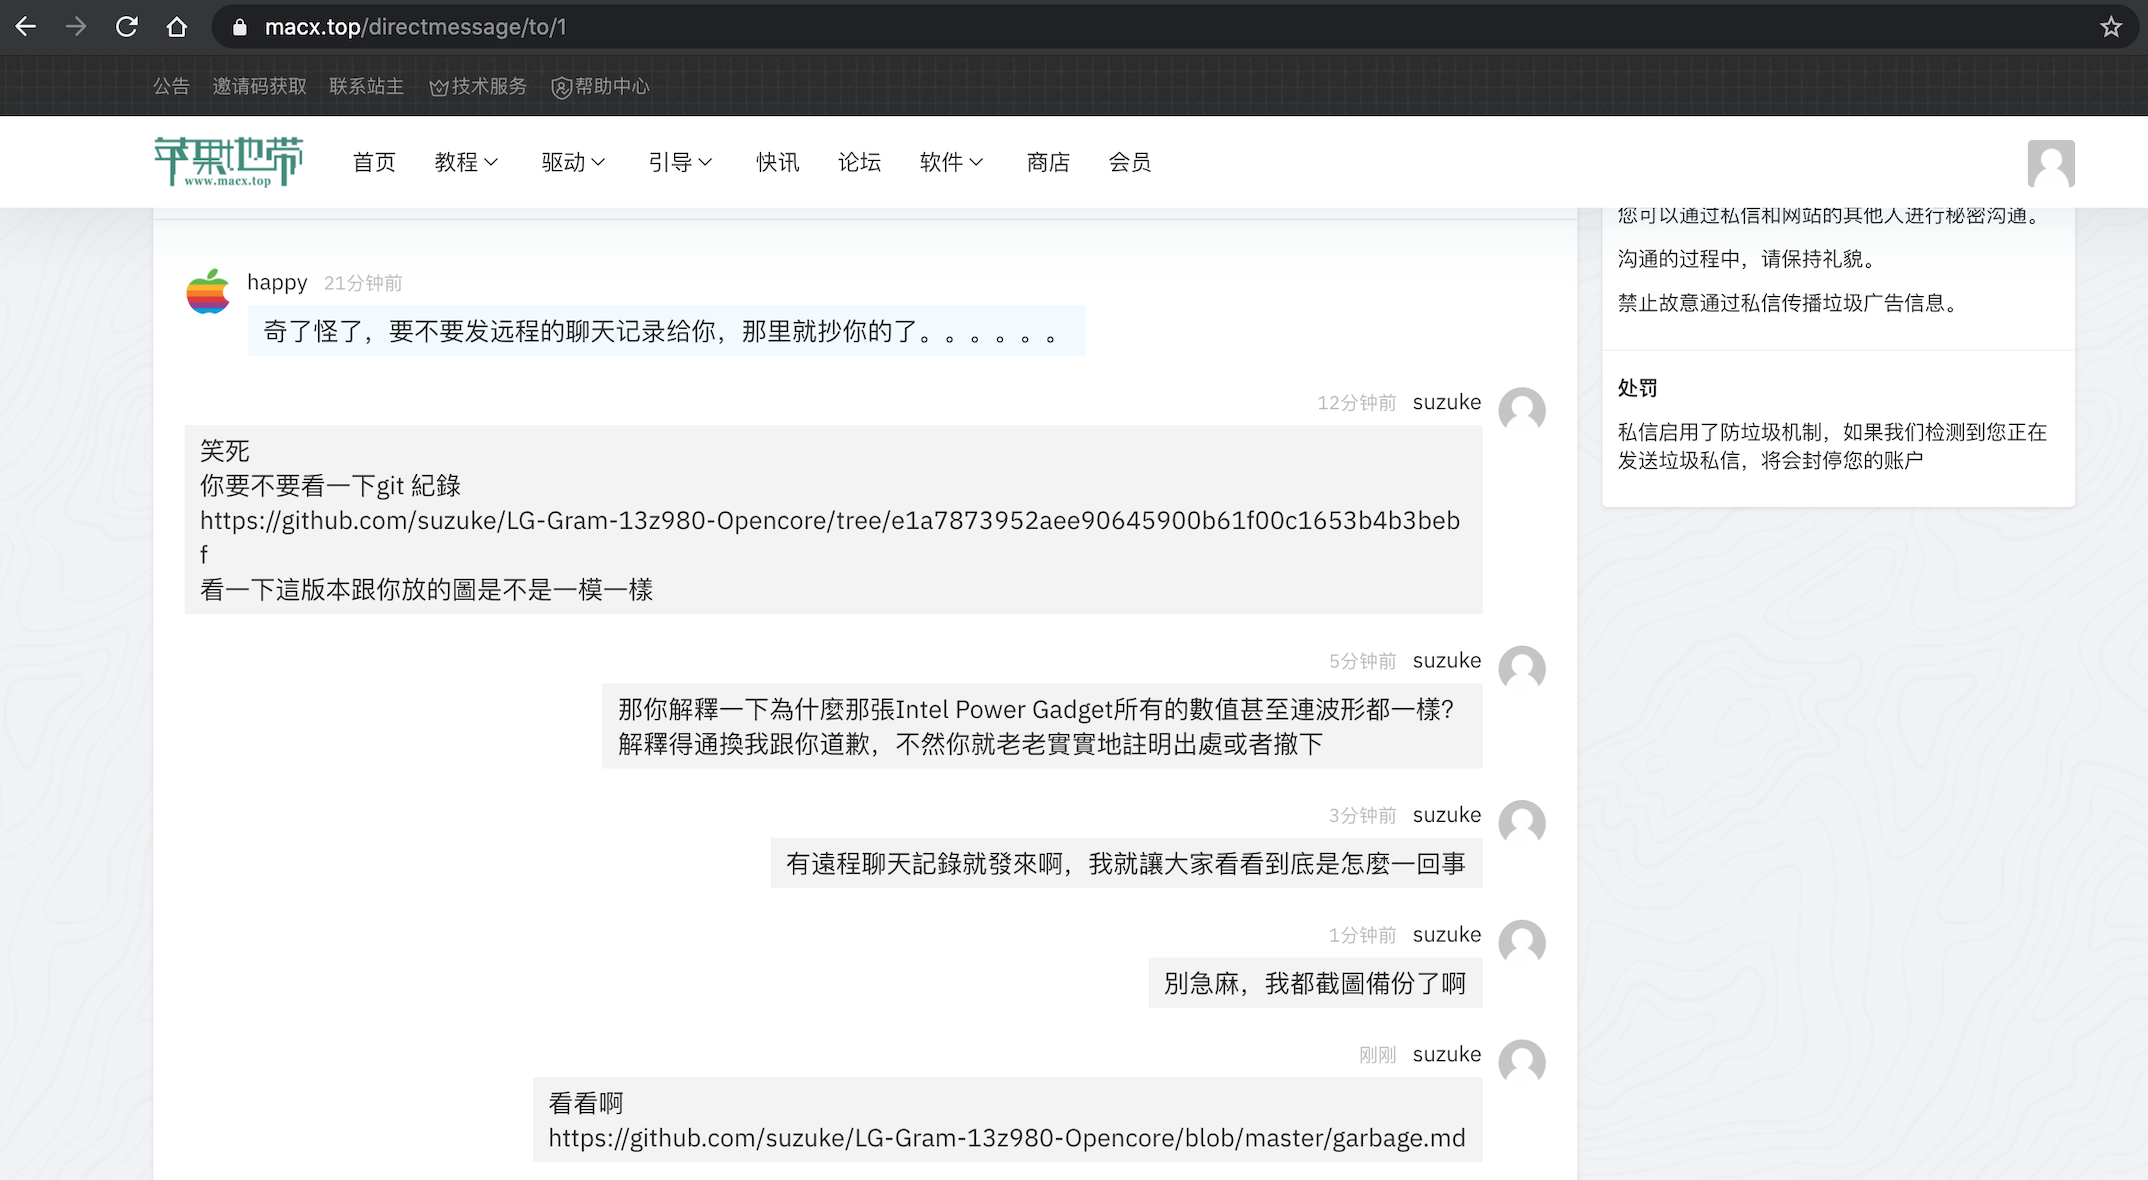 macx.top/directmessage/to/1
公告 邀请码获取 联系站主 技术服务 帮助中心
苹果地带
www.macx.top
首页 教程 驱动 引导 快讯 论坛 软件 商店 会员
您可以通过私信和网站的其他人进行秘密沟通。
沟通的过程中，请保持礼貌。
禁止故意通过私信传播垃圾广告信息。
处罚
私信启用了防垃圾机制，如果我们检测到您正在
发送垃圾私信，将会封停您的账户
happy 21分钟前
奇了怪了，要不要发远程的聊天记录给你，那里就抄你的了。。。。。。
12分钟前 suzuke
笑死
你要不要看一下git 紀錄
https://github.com/suzuke/LG-Gram-13z980-Opencore/tree/e1a7873952aee90645900b61f00c1653b4b3beb
f
看一下這版本跟你放的圖是不是一模一樣
5分钟前 suzuke
那你解釋一下為什麼那張Intel Power Gadget所有的數值甚至連波形都一樣?
解釋得通換我跟你道歉，不然你就老老實實地註明出處或者撤下
3分钟前 suzuke
有遠程聊天記錄就發來啊，我就讓大家看看到底是怎麼一回事
1分钟前 suzuke
別急麻，我都截圖備份了啊
刚刚 suzuke
看看啊
https://github.com/suzuke/LG-Gram-13z980-Opencore/blob/master/garbage.md